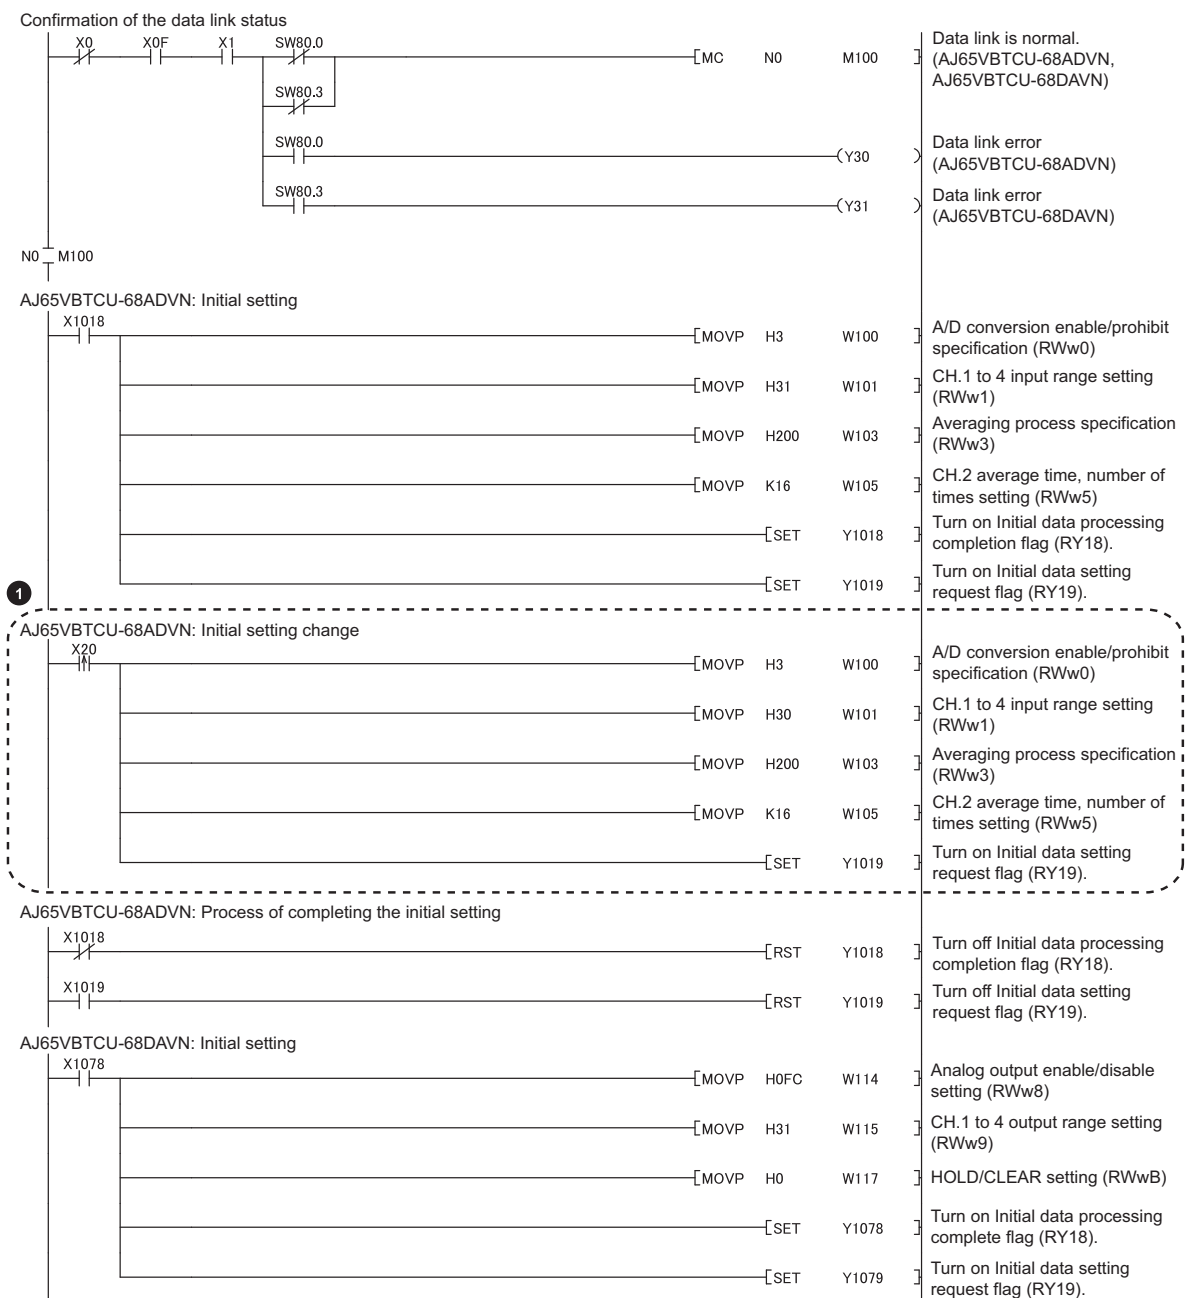 Confirmation of the data link status
X0 X0F X1 SW80.0
MC N0 M100
Data link is normal.
(AJ65VBTCU-68ADVN,
AJ65VBTCU-68DAVN)
SW80.3
SW80.0
Y30
Data link error
(AJ65VBTCU-68ADVN)
SW80.3
Y31
Data link error
(AJ65VBTCU-68DAVN)
N0 M100
AJ65VBTCU-68ADVN: Initial setting
X1018
MOVP H3 W100
A/D conversion enable/prohibit
specification (RWw0)
MOVP H31 W101
CH.1 to 4 input range setting
(RWw1)
MOVP H200 W103
Averaging process specification
(RWw3)
MOVP K16 W105
CH.2 average time, number of
times setting (RWw5)
SET Y1018
Turn on Initial data processing
completion flag (RY18).
SET Y1019
Turn on Initial data setting
request flag (RY19).
1
AJ65VBTCU-68ADVN: Initial setting change
X20
MOVP H3 W100
A/D conversion enable/prohibit
specification (RWw0)
MOVP H30 W101
CH.1 to 4 input range setting
(RWw1)
MOVP H200 W103
Averaging process specification
(RWw3)
MOVP K16 W105
CH.2 average time, number of
times setting (RWw5)
SET Y1019
Turn on Initial data setting
request flag (RY19).
AJ65VBTCU-68ADVN: Process of completing the initial setting
X1018
RST Y1018
Turn off Initial data processing
completion flag (RY18).
X1019
RST Y1019
Turn off Initial data setting
request flag (RY19).
AJ65VBTCU-68DAVN: Initial setting
X1078
MOVP H0FC W114
Analog output enable/disable
setting (RWw8)
MOVP H31 W115
CH.1 to 4 output range setting
(RWw9)
MOVP H0 W117
HOLD/CLEAR setting (RWwB)
SET Y1078
Turn on Initial data processing
complete flag (RY18).
SET Y1079
Turn on Initial data setting
request flag (RY19).